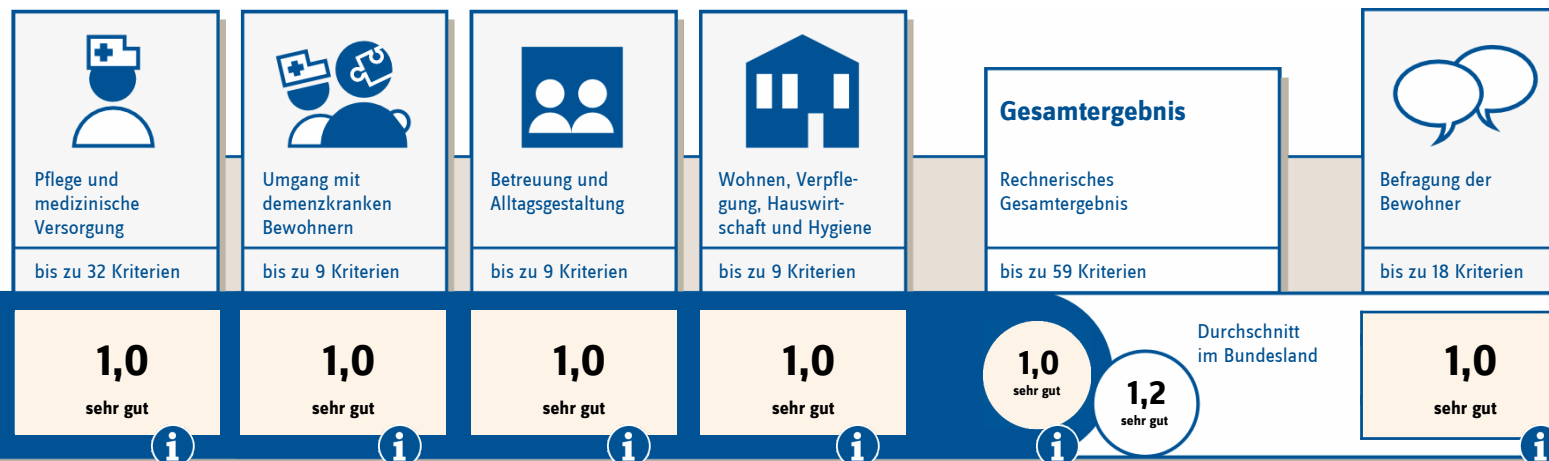 Pflege und
medizinische
Versorgung
bis zu 32 Kriterien
1,0
sehr gut
i
Umgang mit
demenzkranken
Bewohnern
bis zu 9 Kriterien
1,0
sehr gut
i
Betreuung und
Alltagsgestaltung
bis zu 9 Kriterien
1,0
sehr gut
i
Wohnen, Verpfle-
gung, Hauswirt-
schaft und Hygiene
bis zu 9 Kriterien
1,0
sehr gut
i
Gesamtergebnis
Rechnerisches
Gesamtergebnis
bis zu 59 Kriterien
1,0
sehr gut
i
Durchschnitt
im Bundesland
1,2
sehr gut
Befragung der
Bewohner
bis zu 18 Kriterien
1,0
sehr gut
i